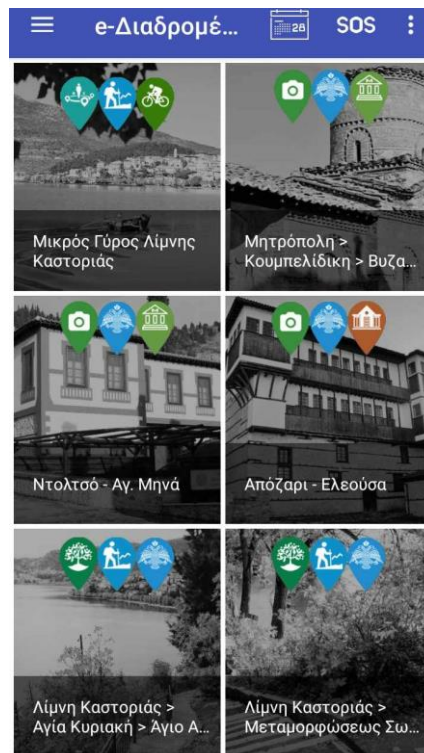 e-Διαδρομέ... 28 SOS
Μικρός Γύρος Λίμνης
Καστοριάς
Μητρόπολη >
Κουμπελίδικη > Βυζα...
Ντολτσό - Αγ. Μηνά
Απόζαρι - Ελεούσα
Λίμνη Καστοριάς >
Αγία Κυριακή > Άγιο Α...
Λίμνη Καστοριάς >
Μεταμορφώσεως Σω...